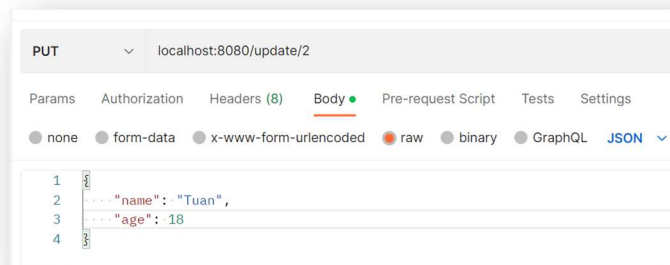 PUT localhost:8080/update/2
Params Authorization Headers (8) Body Pre-request Script Tests Settings
none form-data x-www-form-urlencoded raw binary GraphQL JSON
1 {
2 "name": "Tuan",
3 "age": 18
4 }